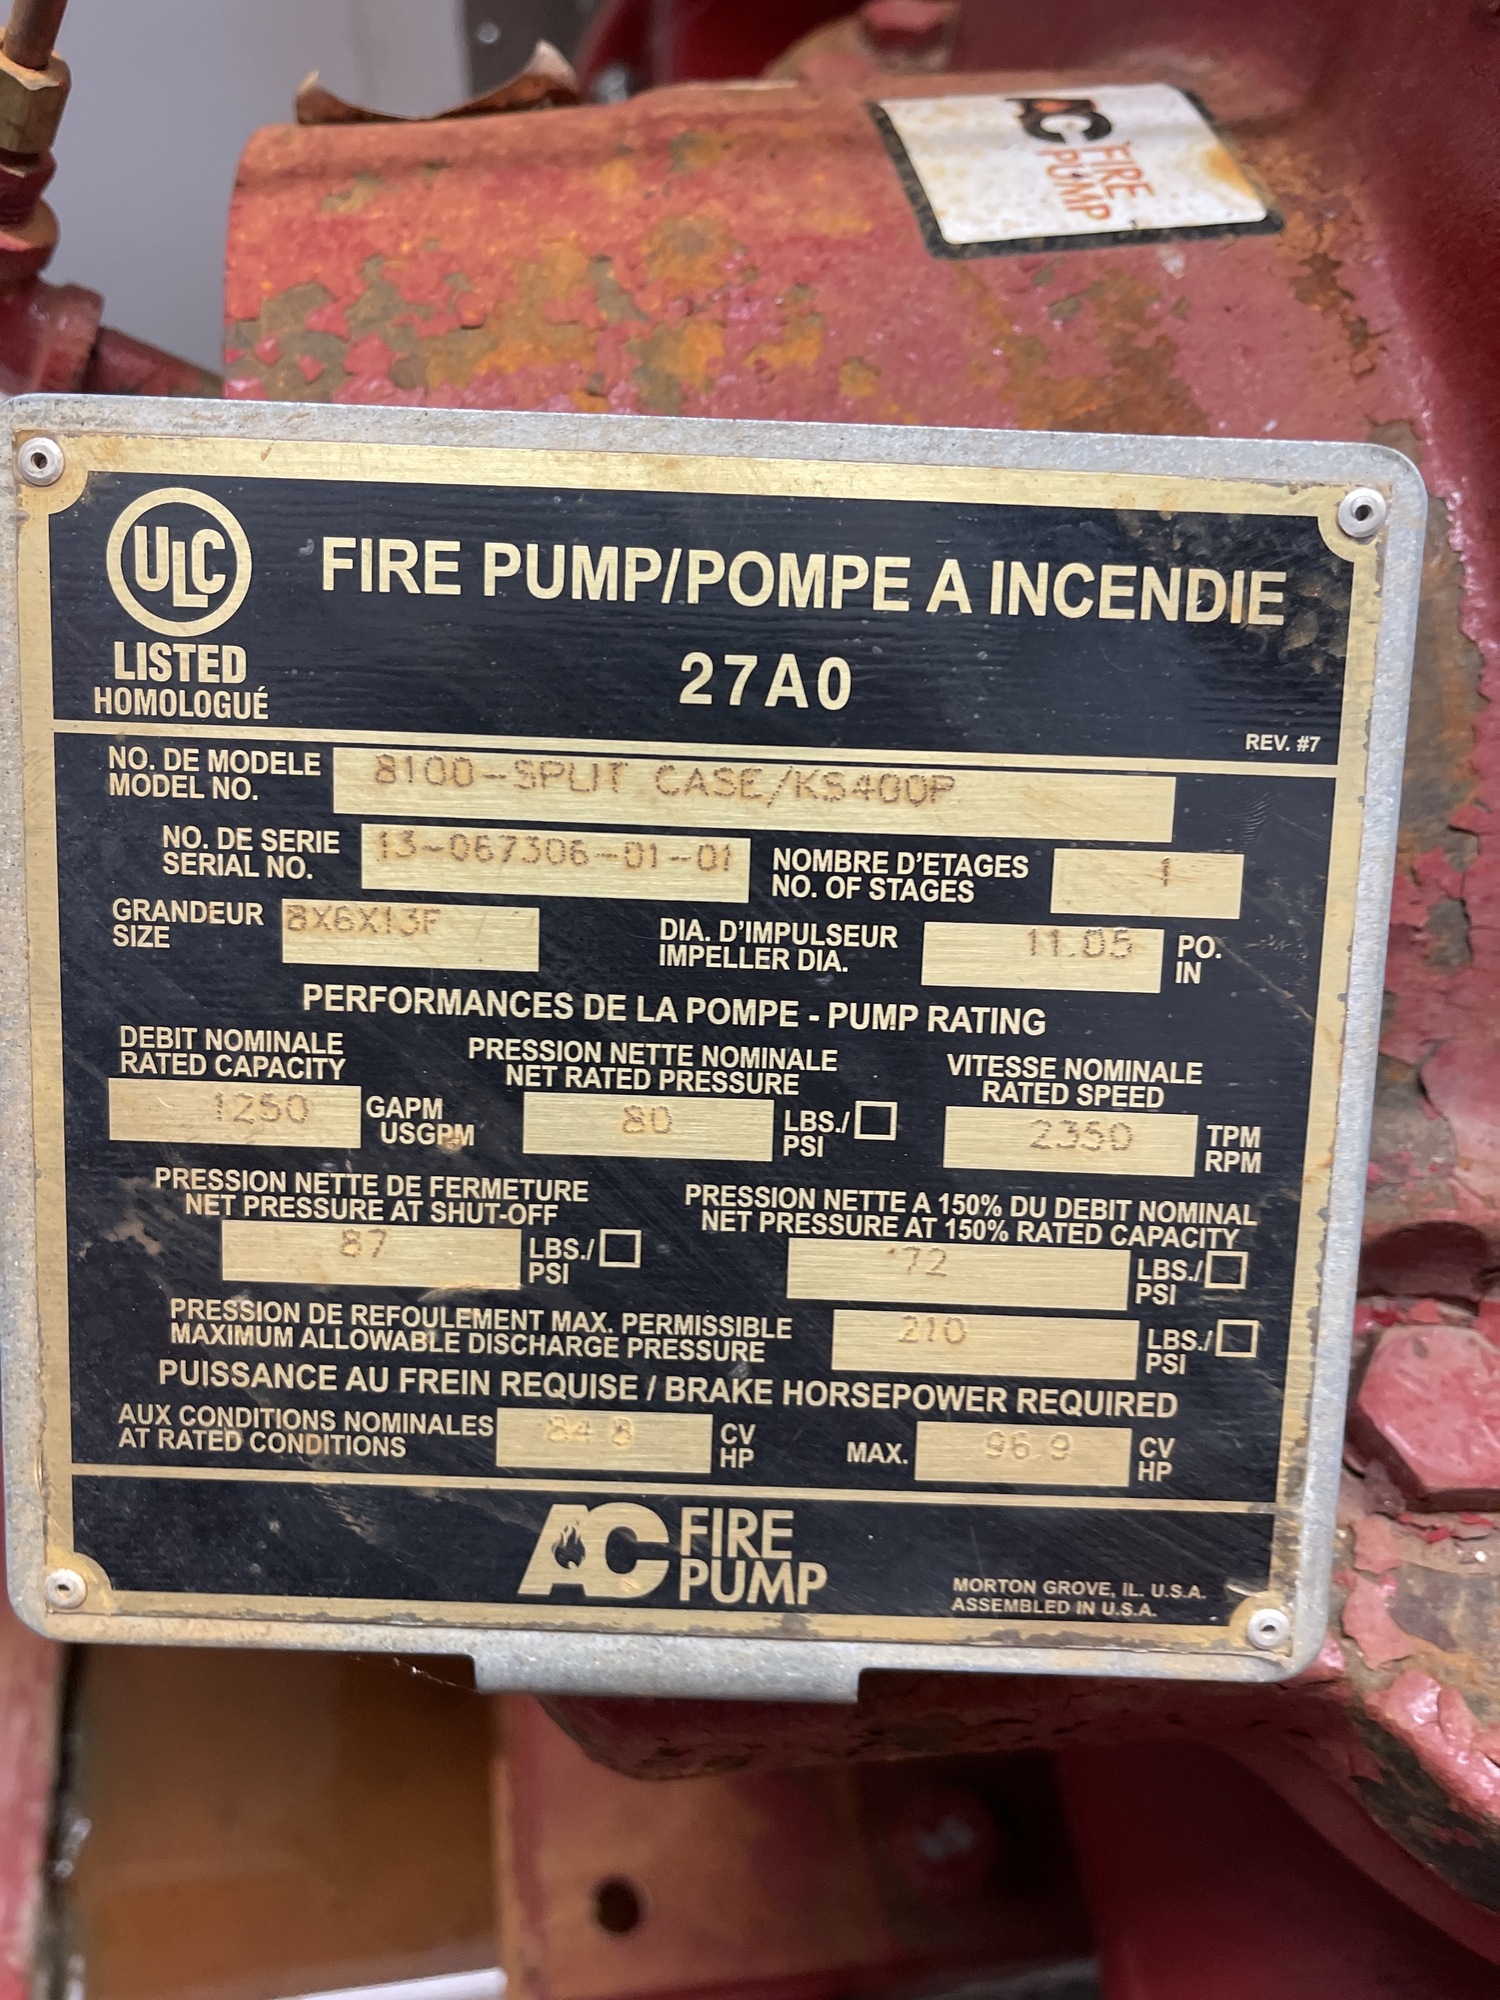 AC FIRE
PUMP
ULC
LISTED
HOMOLOGUÉ
FIRE PUMP/POMPE A INCENDIE
27A0
REV. #7
NO. DE MODELE
MODEL NO.
8100-SPLIT CASE/KS400P
NO. DE SERIE
SERIAL NO.
13-067306-01-01
NOMBRE D'ETAGES
NO. OF STAGES
1
GRANDEUR
SIZE
8X6X13F
DIA. D'IMPULSEUR
IMPELLER DIA.
11.05
PO.
IN
PERFORMANCES DE LA POMPE - PUMP RATING
DEBIT NOMINALE
RATED CAPACITY
1250
GAPM
USGPM
PRESSION NETTE NOMINALE
NET RATED PRESSURE
80
LBS./
PSI
VITESSE NOMINALE
RATED SPEED
2350
TPM
RPM
PRESSION NETTE DE FERMETURE
NET PRESSURE AT SHUT-OFF
87
LBS./
PSI
PRESSION NETTE A 150% DU DEBIT NOMINAL
NET PRESSURE AT 150% RATED CAPACITY
72
LBS./
PSI
PRESSION DE REFOULEMENT MAX. PERMISSIBLE
MAXIMUM ALLOWABLE DISCHARGE PRESSURE
210
LBS./
PSI
PUISSANCE AU FREIN REQUISE / BRAKE HORSEPOWER REQUIRED
AUX CONDITIONS NOMINALES
AT RATED CONDITIONS
84.8
CV
HP
MAX.
96.9
CV
HP
AC FIRE
PUMP
MORTON GROVE, IL. U.S.A.
ASSEMBLED IN U.S.A.